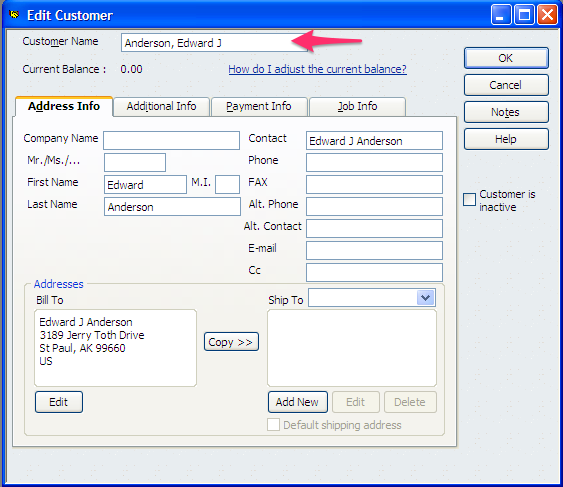 Edit Customer
Customer Name Anderson, Edward J
Current Balance : 0.00 How do I adjust the current balance?
OK
Cancel
Notes
Help
Customer is
inactive
Address Info Additional Info Payment Info Job Info
Company Name
Mr./Ms./...
First Name Edward M.I.
Last Name Anderson
Contact Edward J Anderson
Phone
FAX
Alt. Phone
Alt. Contact
E-mail
Cc
Addresses
Bill To
Edward J Anderson
3189 Jerry Toth Drive
St Paul, AK 99660
US
Edit
Copy >>
Ship To
Add New Edit Delete
Default shipping address